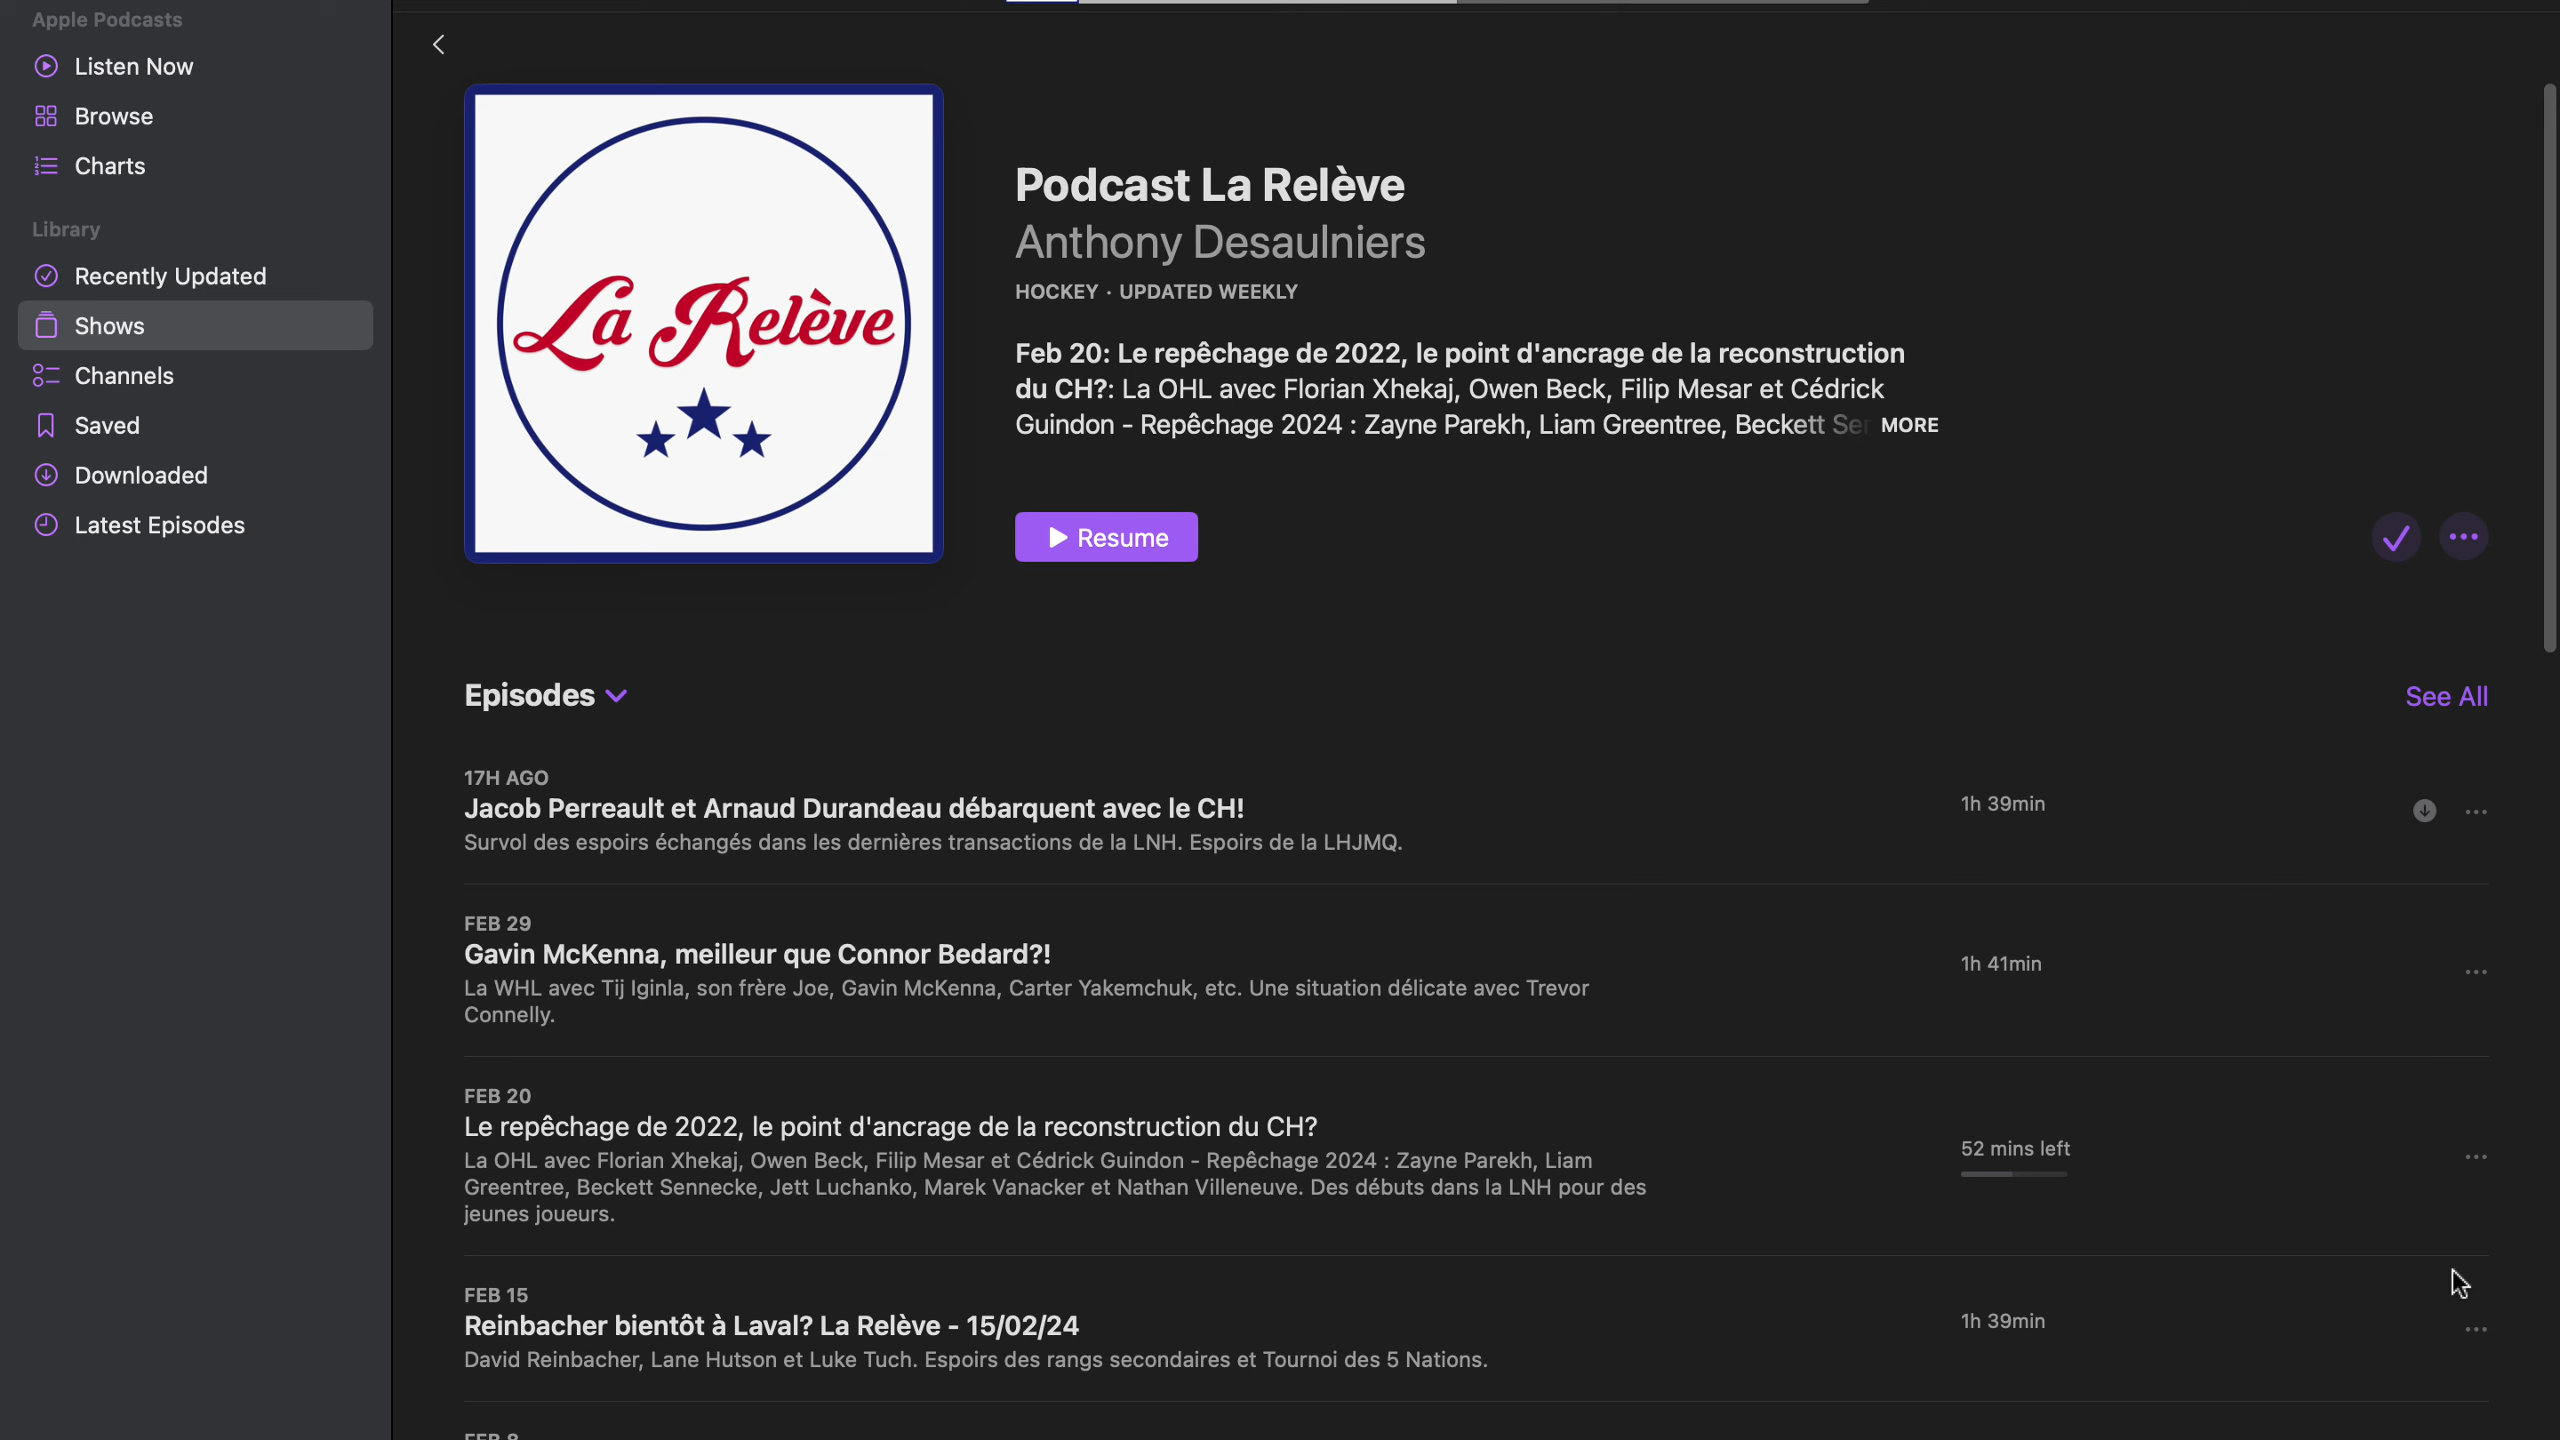 Apple Podcasts
Listen Now
Browse
Charts
Library
Recently Updated
Shows
Channels
Saved
Downloaded
Latest Episodes
La Relève
Podcast La Relève
Anthony Desaulniers
HOCKEY · UPDATED WEEKLY
Feb 20: Le repêchage de 2022, le point d'ancrage de la reconstruction
du CH?: La OHL avec Florian Xhekaj, Owen Beck, Filip Mesar et Cédrick
Guindon - Repêchage 2024 : Zayne Parekh, Liam Greentree, Beckett MORE
Resume
Episodes
See All
17H AGO
Jacob Perreault et Arnaud Durandeau débarquent avec le CH!
Survol des espoirs échangés dans les dernières transactions de la LNH. Espoirs de la LHJMQ.
1h 39min
FEB 29
Gavin McKenna, meilleur que Connor Bedard?!
La WHL avec Tij Iginla, son frère Joe, Gavin McKenna, Carter Yakemchuk, etc. Une situation délicate avec Trevor
Connelly.
1h 41min
FEB 20
Le repêchage de 2022, le point d'ancrage de la reconstruction du CH?
La OHL avec Florian Xhekaj, Owen Beck, Filip Mesar et Cédrick Guindon - Repêchage 2024 : Zayne Parekh, Liam
Greentree, Beckett Sennecke, Jett Luchanko, Marek Vanacker et Nathan Villeneuve. Des débuts dans la LNH pour des
jeunes joueurs.
52 mins left
FEB 15
Reinbacher bientôt à Laval? La Relève - 15/02/24
David Reinbacher, Lane Hutson et Luke Tuch. Espoirs des rangs secondaires et Tournoi des 5 Nations.
1h 39min